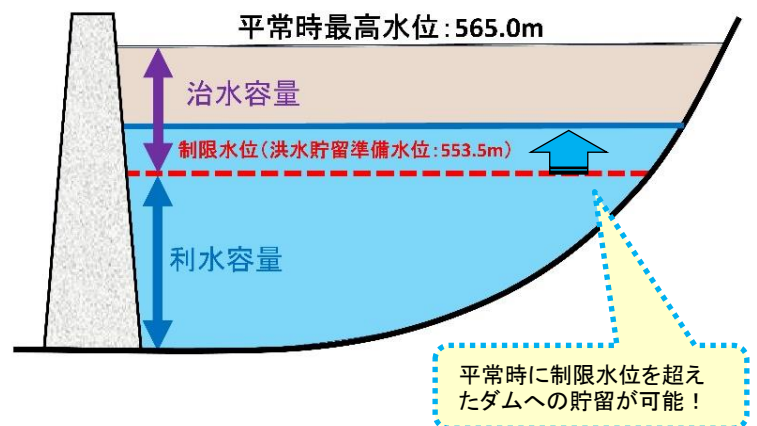 平常時最高水位：565.0m
治水容量
制限水位（洪水貯留準備水位：553.5m）
利水容量
平常時に制限水位を超え
たダムへの貯留が可能！